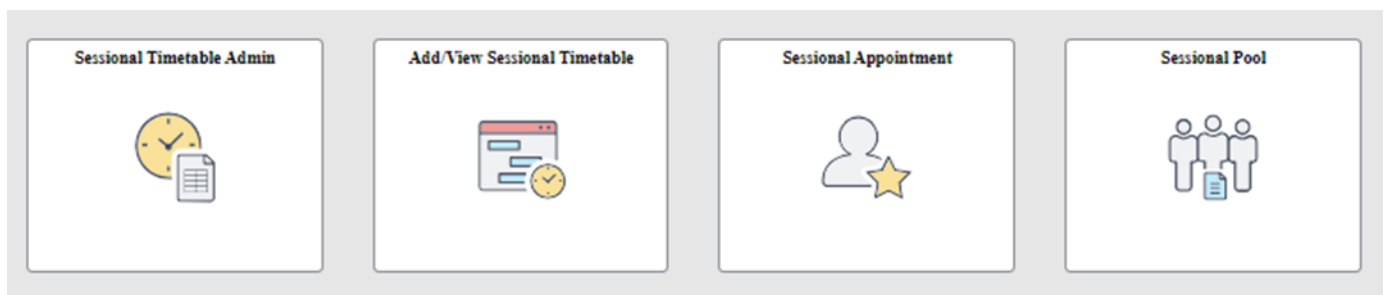 Sessional Timetable Admin
Add/View Sessional Timetable
Sessional Appointment
Sessional Pool